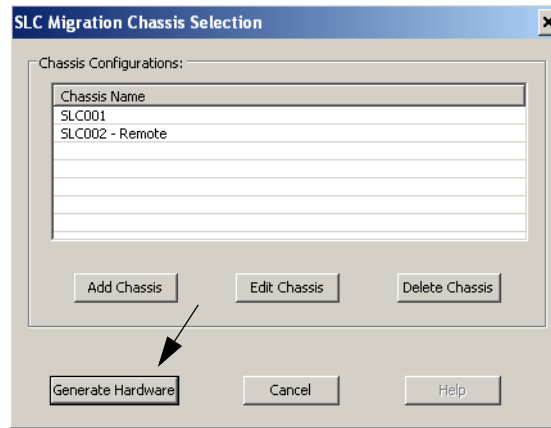 SLC Migration Chassis Selection
Chassis Configurations:
Chassis Name
SLC001
SLC002 - Remote
Add Chassis Edit Chassis Delete Chassis
Generate Hardware Cancel Help